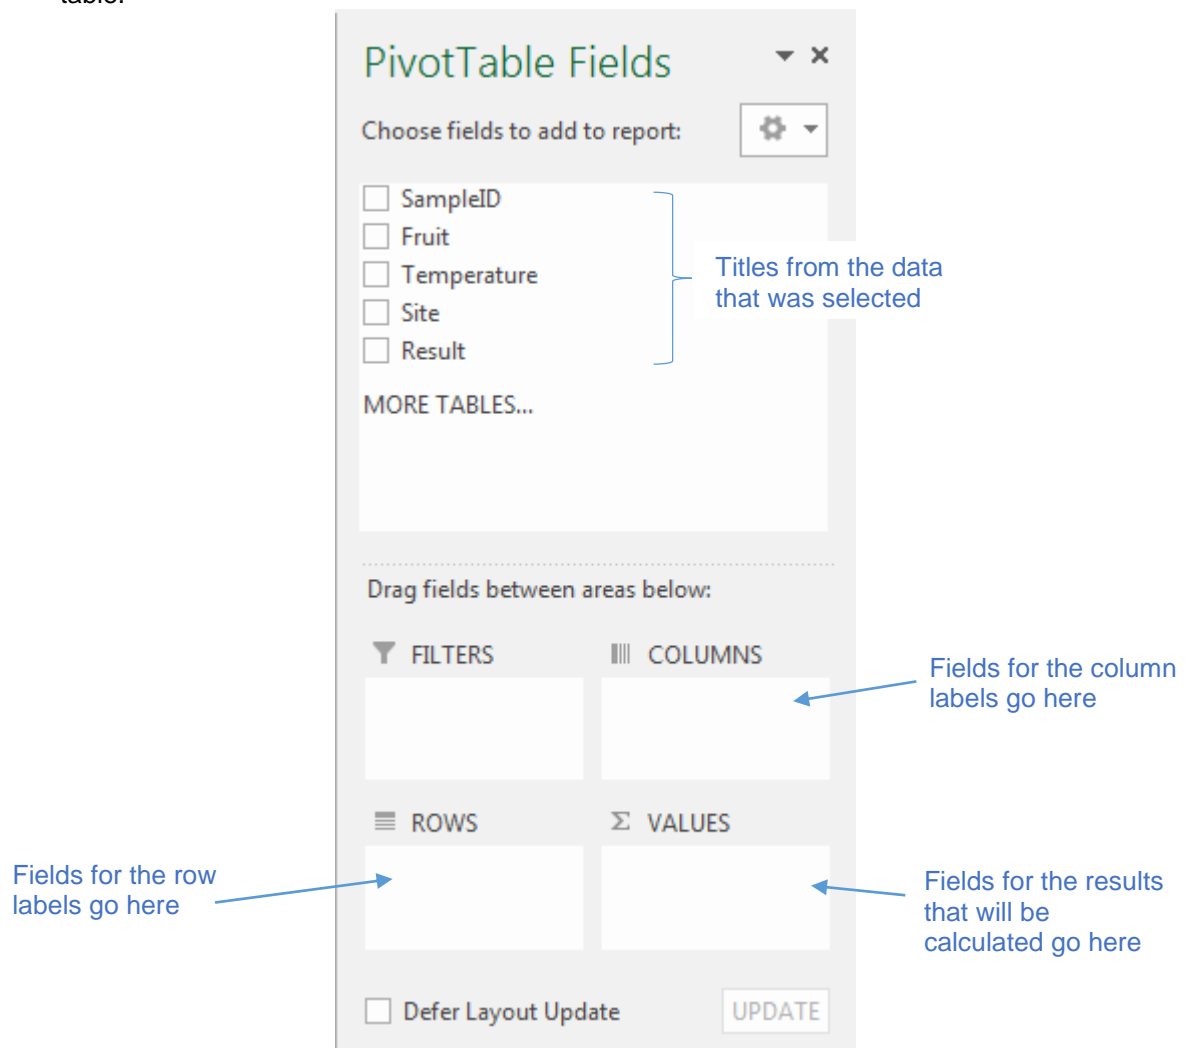 table.
PivotTable Fields
Choose fields to add to report:
SampleID
Fruit
Temperature
Site
Result
Titles from the data
that was selected
MORE TABLES...
Drag fields between areas below:
FILTERS
COLUMNS
Fields for the column
labels go here
ROWS
Σ VALUES
Fields for the row
labels go here
Fields for the results
that will be
calculated go here
Defer Layout Update
UPDATE